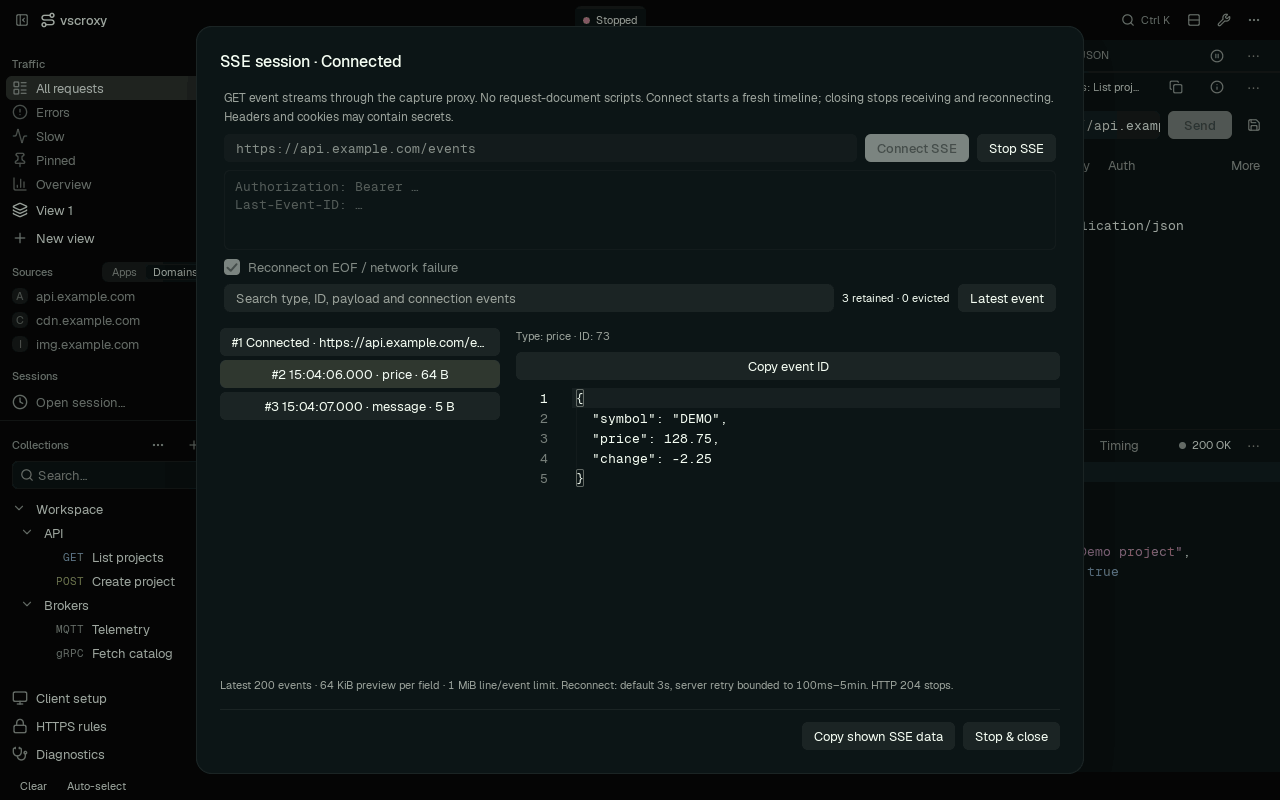 vscroxy
Stopped
Ctrl K
Traffic
All requests
Errors
Slow
Pinned
Overview
View 1
New view
Sources
Apps
Domains
A api.example.com
C cdn.example.com
I img.example.com
Sessions
Open session…
Collections
Search…
Workspace
API
GET List projects
POST Create project
Brokers
MQTT Telemetry
gRPC Fetch catalog
Client setup
HTTPS rules
Diagnostics
Clear
Auto-select
SSE session · Connected
GET event streams through the capture proxy. No request-document scripts. Connect starts a fresh timeline; closing stops receiving and reconnecting.
Headers and cookies may contain secrets.
https://api.example.com/events
Connect SSE
Stop SSE
Authorization: Bearer …
Last-Event-ID: …
Reconnect on EOF / network failure
Search type, ID, payload and connection events
3 retained · 0 evicted
Latest event
#1 Connected · https://api.example.com/e…
#2 15:04:06.000 · price · 64 B
#3 15:04:07.000 · message · 5 B
Type: price · ID: 73
Copy event ID
1 {
2 "symbol": "DEMO",
3 "price": 128.75,
4 "change": -2.25
5 }
Latest 200 events · 64 KiB preview per field · 1 MiB line/event limit. Reconnect: default 3s, server retry bounded to 100ms–5min. HTTP 204 stops.
Copy shown SSE data
Stop & close
JSON
s: List proj…
/api.examp
Send
y
Auth
More
lication/json
Timing
200 OK
Demo project",
true